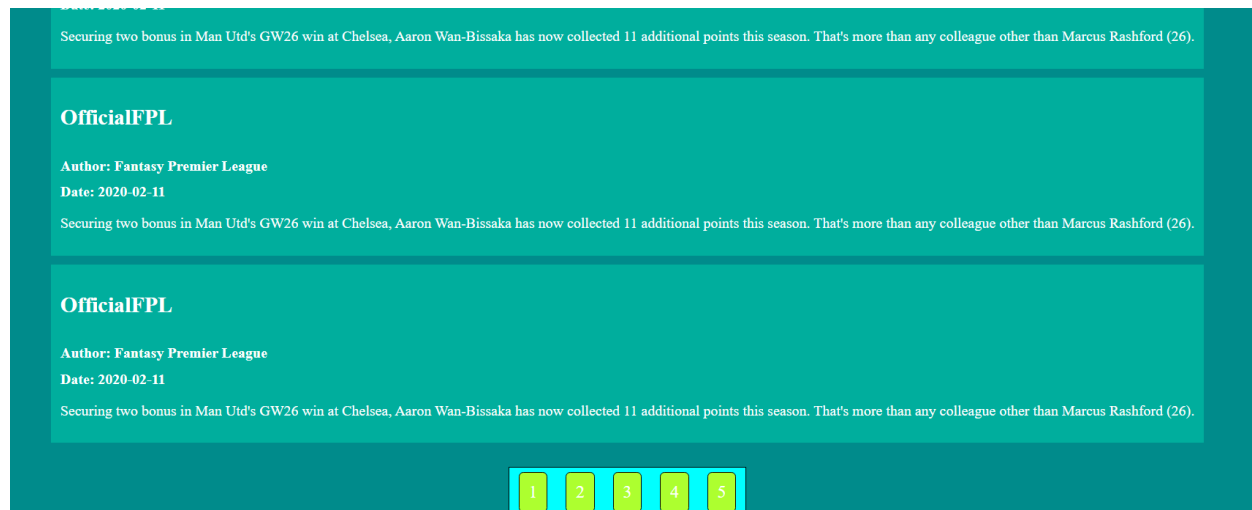 Securing two bonus in Man Utd's GW26 win at Chelsea, Aaron Wan-Bissaka has now collected 11 additional points this season. That's more than any colleague other than Marcus Rashford (26).
OfficialFPL
Author: Fantasy Premier League
Date: 2020-02-11
Securing two bonus in Man Utd's GW26 win at Chelsea, Aaron Wan-Bissaka has now collected 11 additional points this season. That's more than any colleague other than Marcus Rashford (26).
OfficialFPL
Author: Fantasy Premier League
Date: 2020-02-11
Securing two bonus in Man Utd's GW26 win at Chelsea, Aaron Wan-Bissaka has now collected 11 additional points this season. That's more than any colleague other than Marcus Rashford (26).
1 2 3 4 5